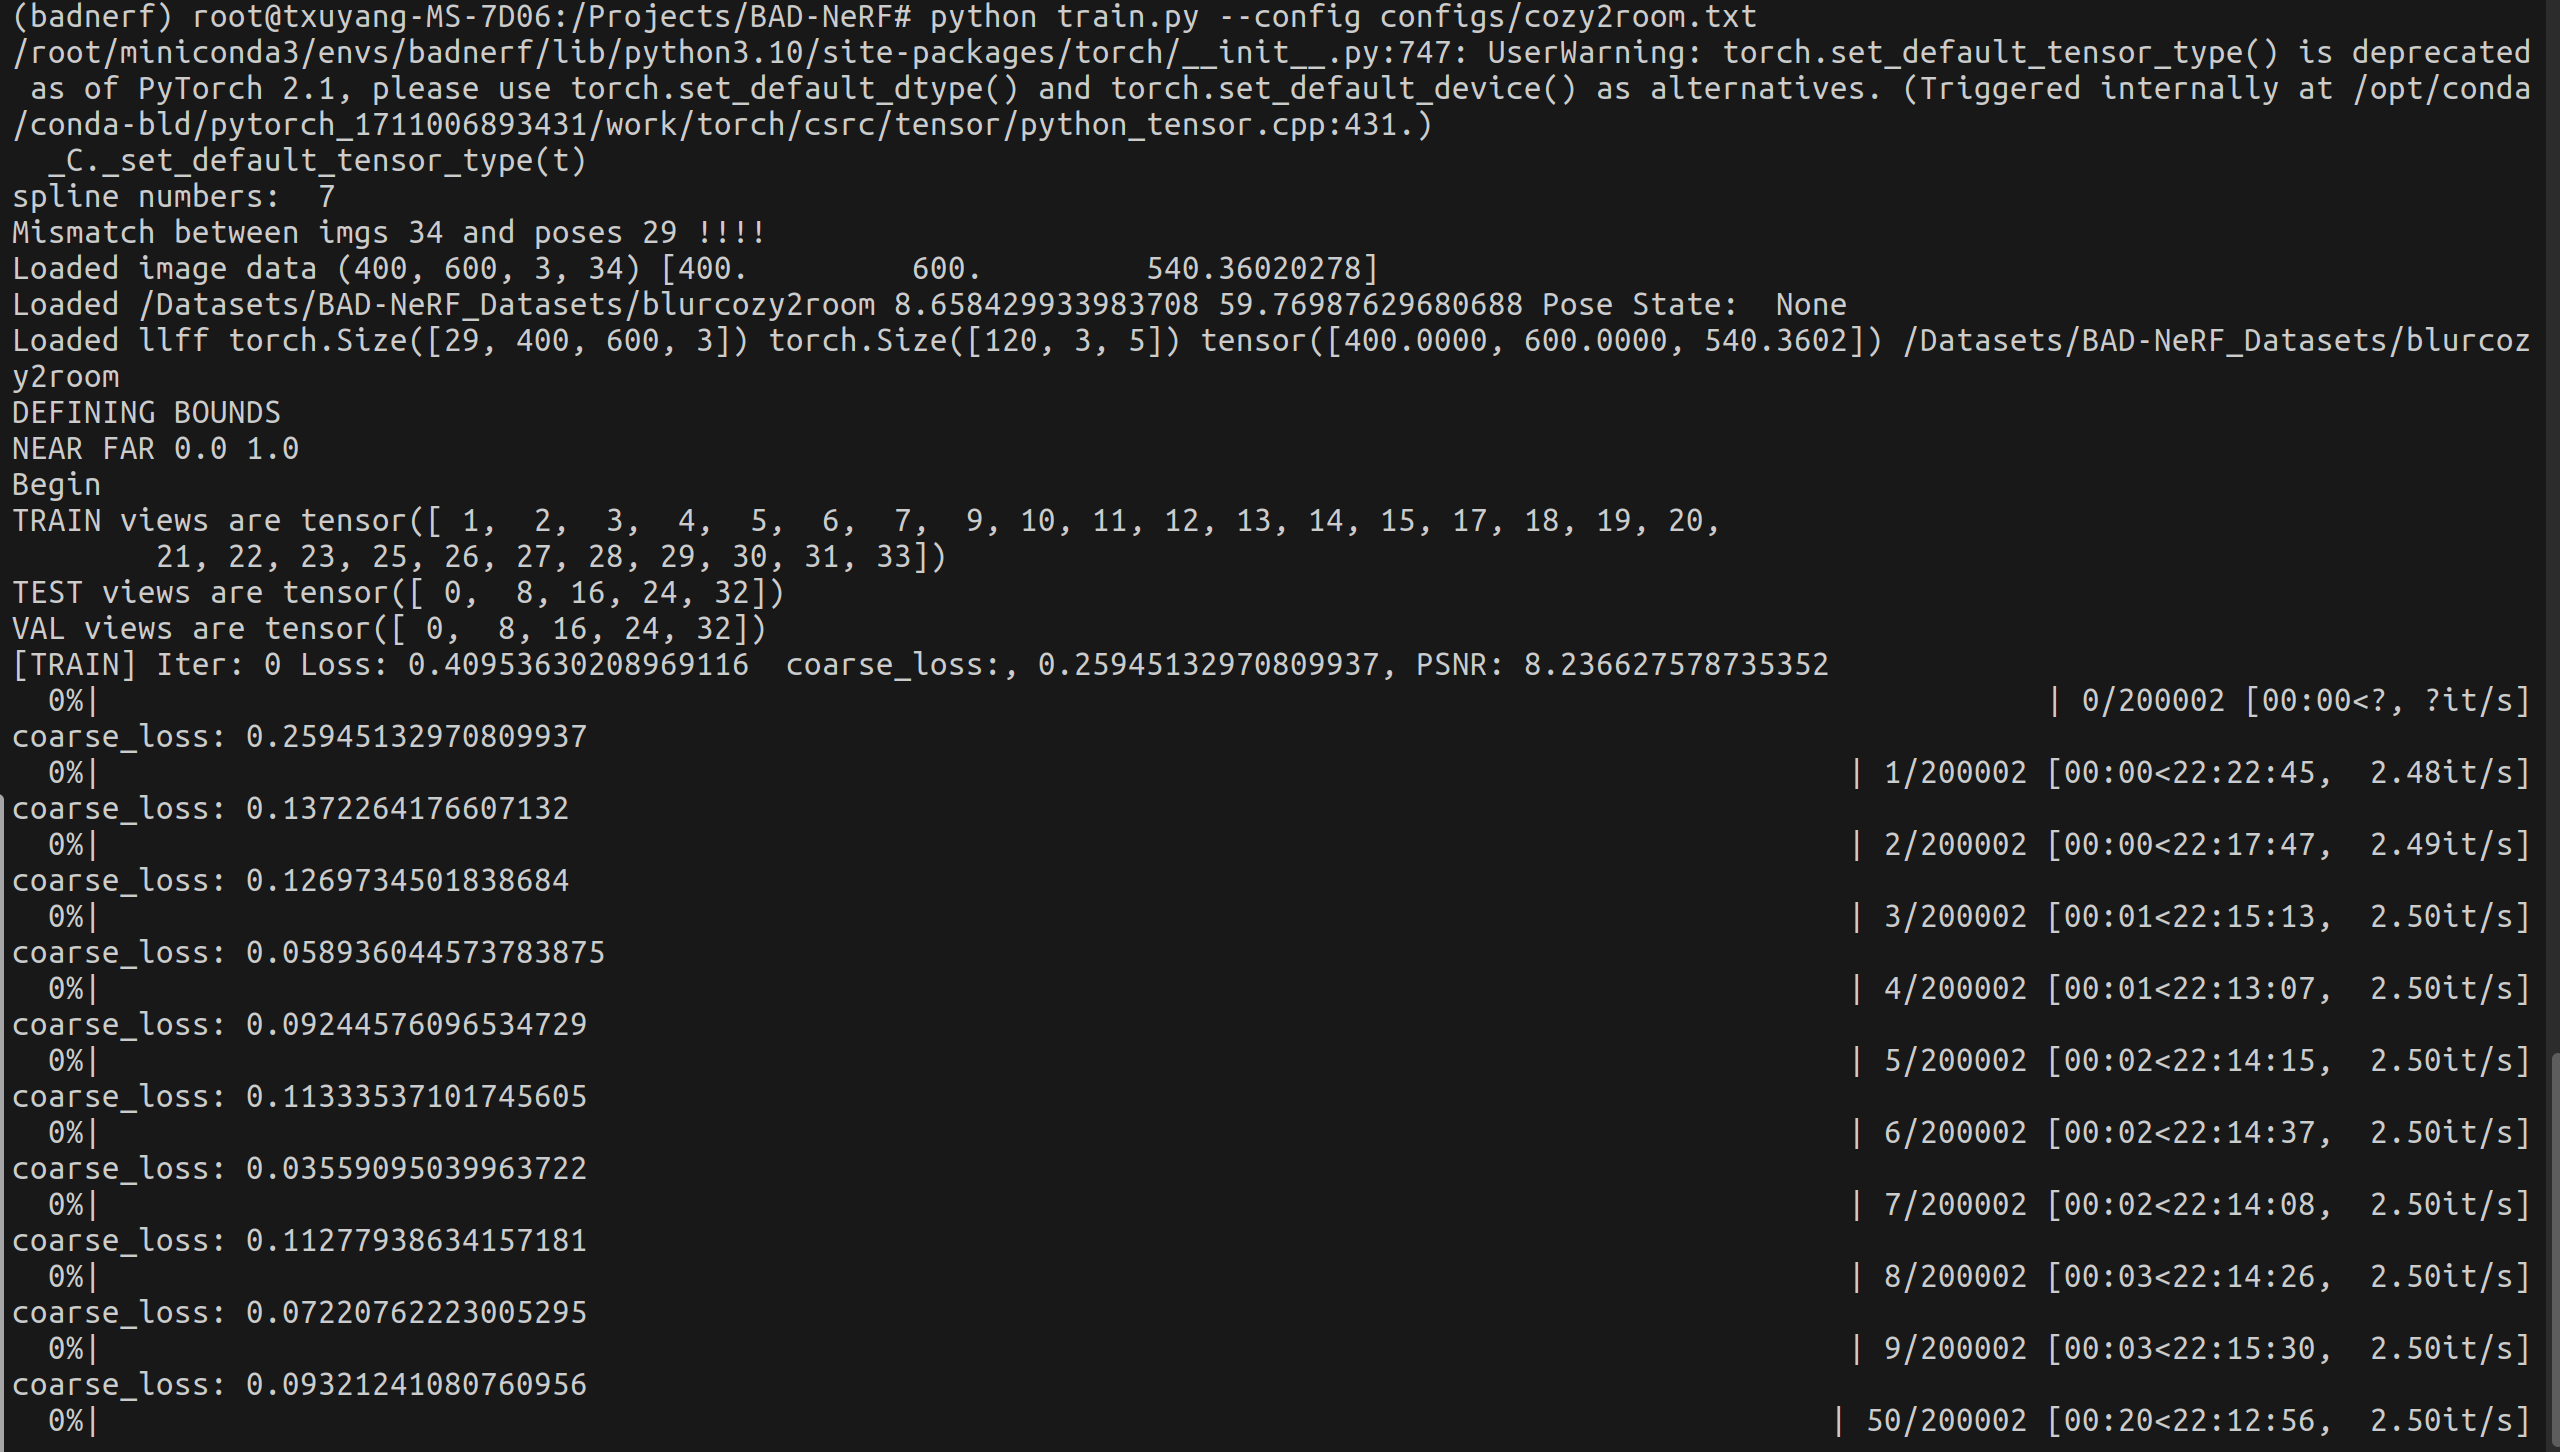 (badnerf) root@txuyang-MS-7D06:/Projects/BAD-NeRF# python train.py --config configs/cozy2room.txt
/root/miniconda3/envs/badnerf/lib/python3.10/site-packages/torch/__init__.py:747: UserWarning: torch.set_default_tensor_type() is deprecated
 as of PyTorch 2.1, please use torch.set_default_dtype() and torch.set_default_device() as alternatives. (Triggered internally at /opt/conda
/conda-bld/pytorch_1711006893431/work/torch/csrc/tensor/python_tensor.cpp:431.)
  _C._set_default_tensor_type(t)
spline numbers:  7
Mismatch between imgs 34 and poses 29 !!!!
Loaded image data (400, 600, 3, 34) [400.         600.         540.36020278]
Loaded /Datasets/BAD-NeRF_Datasets/blurcozy2room 8.658429933983708 59.76987629680688 Pose State:  None
Loaded llff torch.Size([29, 400, 600, 3]) torch.Size([120, 3, 5]) tensor([400.0000, 600.0000, 540.3602]) /Datasets/BAD-NeRF_Datasets/blurcoz
y2room
DEFINING BOUNDS
NEAR FAR 0.0 1.0
Begin
TRAIN views are tensor([ 1,  2,  3,  4,  5,  6,  7,  9, 10, 11, 12, 13, 14, 15, 17, 18, 19, 20,
        21, 22, 23, 25, 26, 27, 28, 29, 30, 31, 33])
TEST views are tensor([ 0,  8, 16, 24, 32])
VAL views are tensor([ 0,  8, 16, 24, 32])
[TRAIN] Iter: 0 Loss: 0.40953630208969116  coarse_loss:, 0.25945132970809937, PSNR: 8.236627578735352
  0%|          | 0/200002 [00:00<?, ?it/s]
coarse_loss: 0.25945132970809937
  0%|          | 1/200002 [00:00<22:22:45,  2.48it/s]
coarse_loss: 0.1372264176607132
  0%|          | 2/200002 [00:00<22:17:47,  2.49it/s]
coarse_loss: 0.1269734501838684
  0%|          | 3/200002 [00:01<22:15:13,  2.50it/s]
coarse_loss: 0.058936044573783875
  0%|          | 4/200002 [00:01<22:13:07,  2.50it/s]
coarse_loss: 0.09244576096534729
  0%|          | 5/200002 [00:02<22:14:15,  2.50it/s]
coarse_loss: 0.11333537101745605
  0%|          | 6/200002 [00:02<22:14:37,  2.50it/s]
coarse_loss: 0.03559095039963722
  0%|          | 7/200002 [00:02<22:14:08,  2.50it/s]
coarse_loss: 0.11277938634157181
  0%|          | 8/200002 [00:03<22:14:26,  2.50it/s]
coarse_loss: 0.07220762223005295
  0%|          | 9/200002 [00:03<22:15:30,  2.50it/s]
coarse_loss: 0.09321241080760956
  0%|          | 50/200002 [00:20<22:12:56,  2.50it/s]